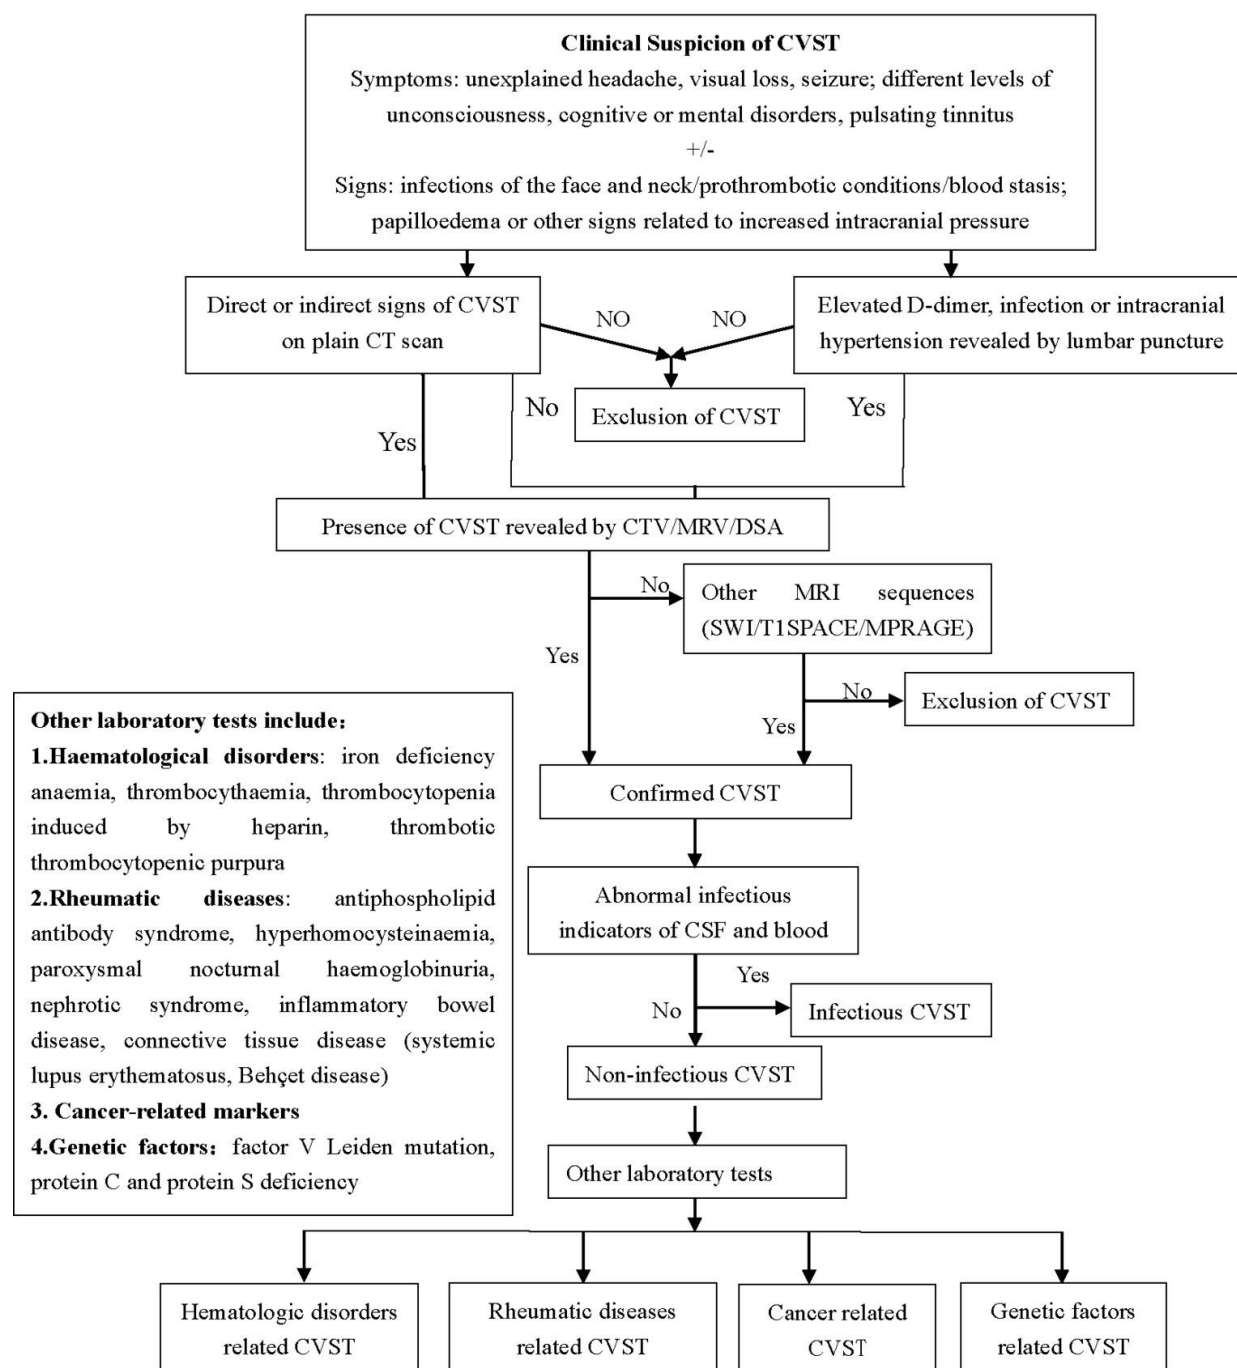 Clinical Suspicion of CVST
Symptoms: unexplained headache, visual loss, seizure; different levels of
unconsciousness, cognitive or mental disorders, pulsating tinnitus
+/-
Signs: infections of the face and neck/prothrombotic conditions/blood stasis;
papilloedema or other signs related to increased intracranial pressure
Direct or indirect signs of CVST
on plain CT scan
NO
NO
Elevated D-dimer, infection or intracranial
hypertension revealed by lumbar puncture
Yes
No
Exclusion of CVST
Yes
Presence of CVST revealed by CTV/MRV/DSA
No
Other MRI sequences
(SWI/T1SPACE/MPRAGE)
Yes
No
Exclusion of CVST
Yes
Confirmed CVST
Abnormal infectious
indicators of CSF and blood
Yes
No
Infectious CVST
Non-infectious CVST
Other laboratory tests
Other laboratory tests include:
1.Haematological disorders: iron deficiency
anaemia, thrombocythaemia, thrombocytopenia
induced by heparin, thrombotic
thrombocytopenic purpura
2.Rheumatic diseases: antiphospholipid
antibody syndrome, hyperhomocysteinaemia,
paroxysmal nocturnal haemoglobinuria,
nephrotic syndrome, inflammatory bowel
disease, connective tissue disease (systemic
lupus erythematosus, Behçet disease)
3. Cancer-related markers
4.Genetic factors: factor V Leiden mutation,
protein C and protein S deficiency
Hematologic disorders
related CVST
Rheumatic diseases
related CVST
Cancer related
CVST
Genetic factors
related CVST